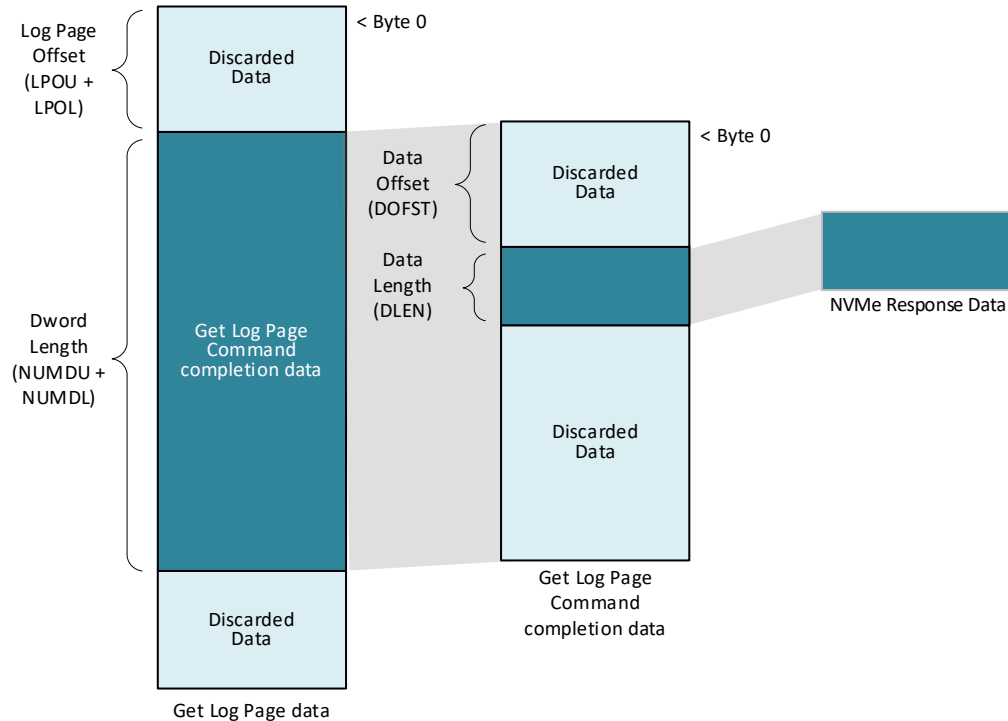 Log Page
Offset
(LPOU +
LPOL)
Discarded
Data
< Byte 0
Dword
Length
(NUMDU +
NUMDL)
Get Log Page
Command
completion data
Discarded
Data
Get Log Page data
Data
Offset
(DOFST)
Discarded
Data
< Byte 0
Data
Length
(DLEN)
Discarded
Data
Get Log Page
Command
completion data
NVMe Response Data